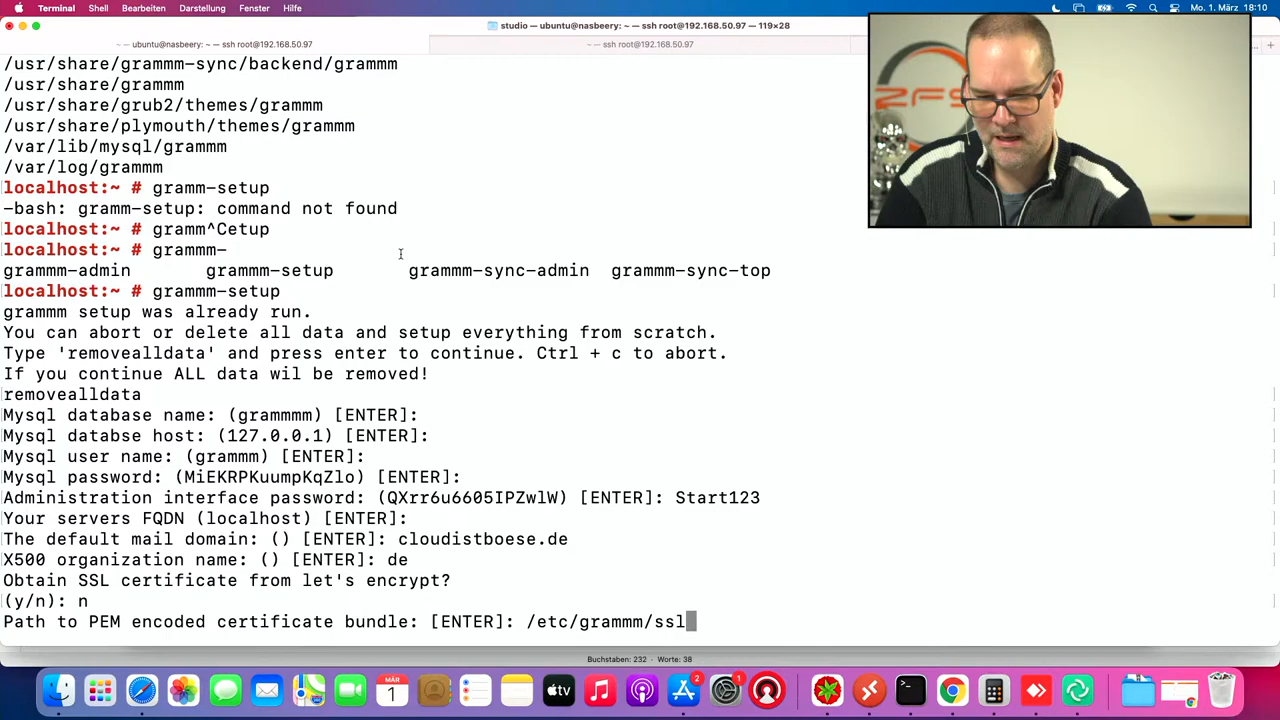 Terminal Shell Bearbeiten Darstellung Fenster Hilfe Mo. 1. März 18:10
studio — ubuntu@nasbeery: ~ — ssh root@192.168.50.97 — 119×28
~ — ubuntu@nasbeery: ~ — ssh root@192.168.50.97 ~ — ssh root@192.168.50.97
/usr/share/grammm-sync/backend/grammm
/usr/share/grammm
/usr/share/grub2/themes/grammm
/usr/share/plymouth/themes/grammm
/var/lib/mysql/grammm
/var/log/grammm
localhost:~ # gramm-setup
-bash: gramm-setup: command not found
localhost:~ # gramm^Cetup
localhost:~ # grammm-
grammm-admin grammm-setup grammm-sync-admin grammm-sync-top
localhost:~ # grammm-setup
grammm setup was already run.
You can abort or delete all data and setup everything from scratch.
Type 'removealldata' and press enter to continue. Ctrl + c to abort.
If you continue ALL data wil be removed!
removealldata
Mysql database name: (grammmm) [ENTER]:
Mysql databse host: (127.0.0.1) [ENTER]:
Mysql user name: (grammm) [ENTER]:
Mysql password: (MiEKRPKuumpKqZlo) [ENTER]:
Administration interface password: (QXrr6u6605IPZwlW) [ENTER]: Start123
Your servers FQDN (localhost) [ENTER]:
The default mail domain: () [ENTER]: cloudistboese.de
X500 organization name: () [ENTER]: de
Obtain SSL certificate from let's encrypt?
(y/n): n
Path to PEM encoded certificate bundle: [ENTER]: /etc/grammm/ssl
Buchstaben: 232 - Worte: 38
MÄR
1
tv
2
1
ZFS